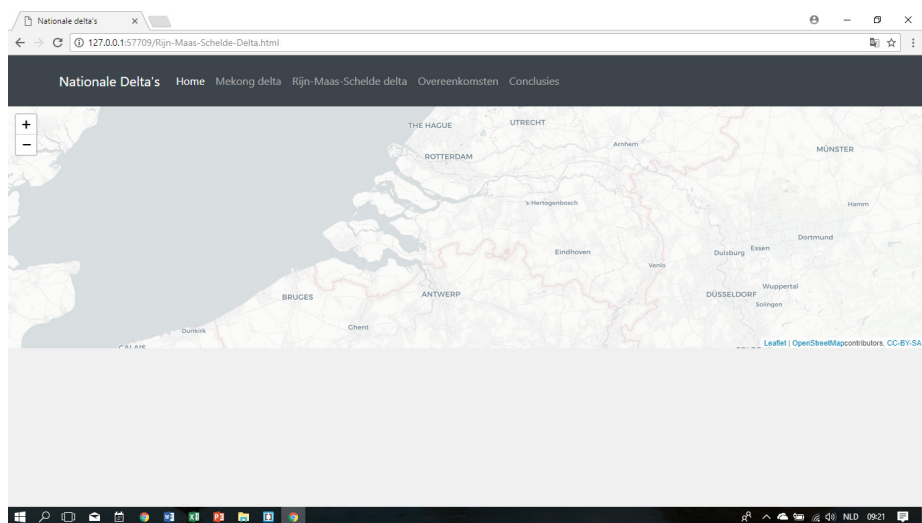 Nationale delta's
127.0.0.1:57709/Rijn-Maas-Schelde-Delta.html
Nationale Delta's Home Mekong delta Rijn-Maas-Schelde delta Overeenkomsten Conclusies
+
−
THE HAGUE
UTRECHT
Arnhem
MÜNSTER
ROTTERDAM
's-Hertogenbosch
Hamm
Dortmund
Eindhoven
Essen
Duisburg
Venlo
Wuppertal
BRUGES
ANTWERP
DÜSSELDORF
Solingen
Ghent
Dunkirk
CALAIS
Leaflet | OpenStreetMapcontributors, CC-BY-SA
NLD 09:21